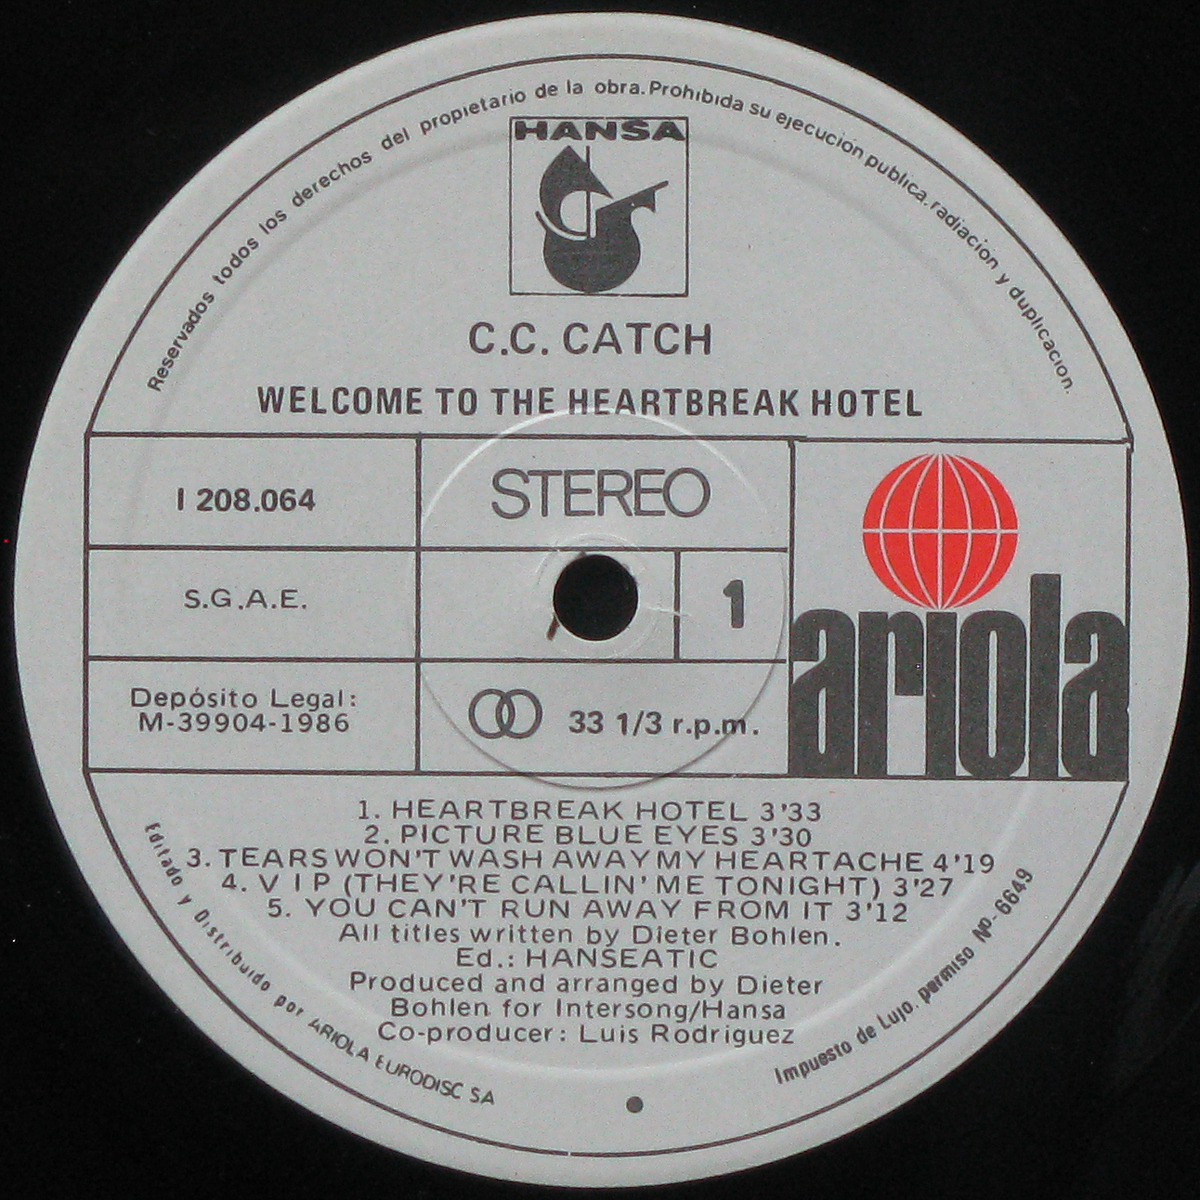 Reservados todos los derechos del propietario de la obra. Prohibida su ejecución publica. radiación y duplicacion.
HANSA
C.C. CATCH
WELCOME TO THE HEARTBREAK HOTEL
I 208.064
STEREO
S.G.A.E.
1
ariola
Depósito Legal:
M-39904-1986
33 1/3 r.p.m.
1. HEARTBREAK HOTEL 3'33
2. PICTURE BLUE EYES 3'30
3. TEARS WON'T WASH AWAY MY HEARTACHE 4'19
4. V I P (THEY'RE CALLIN' ME TONIGHT) 3'27
5. YOU CAN'T RUN AWAY FROM IT 3'12
All titles written by Dieter Bohlen.
Ed.: HANSEATIC
Produced and arranged by Dieter
Bohlen for Intersong/Hansa
Co-producer: Luis Rodriguez
Editado y Distribuido por ARIOLA EURODISC SA
Impuesto de Lujo. permiso Nº- 6649